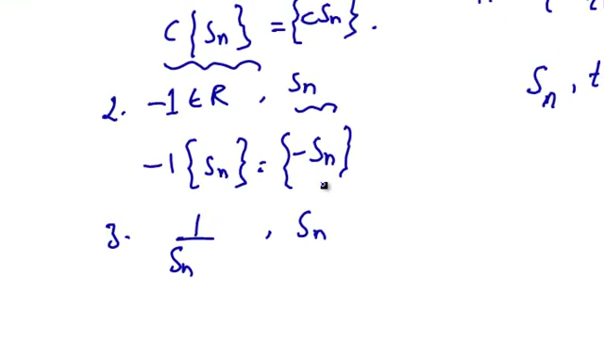 c{Sn} = {cSn}.
2. -1 ∈ R, Sn
-1{Sn} = {-Sn}
3. 1/Sn , Sn
Sn, t